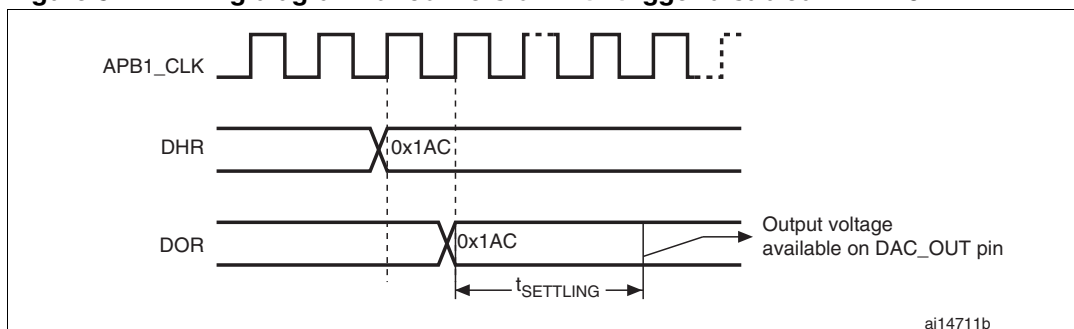 APB1_CLK
DHR
0x1AC
DOR
0x1AC
Output voltage
available on DAC_OUT pin
tSETTLING
ai14711b